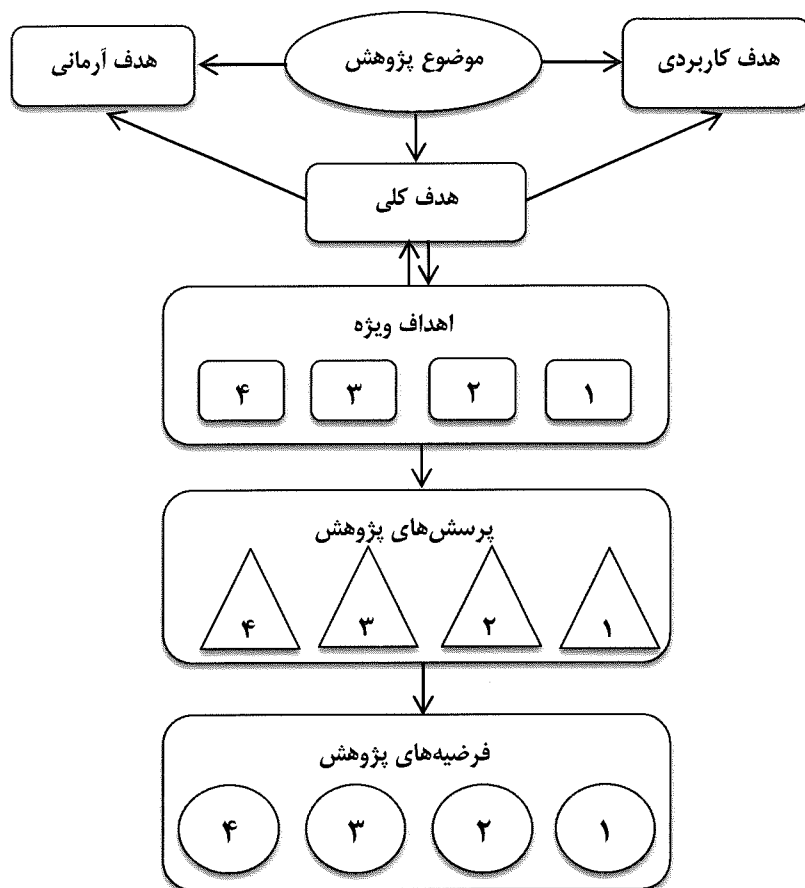 هدف کاربردی
موضوع پژوهش
هدف آرمانی
هدف کلی
اهداف ویژه
۱ ۲ ۳ ۴
پرسش‌های پژوهش
۱ ۲ ۳ ۴
فرضیه‌های پژوهش
۱ ۲ ۳ ۴